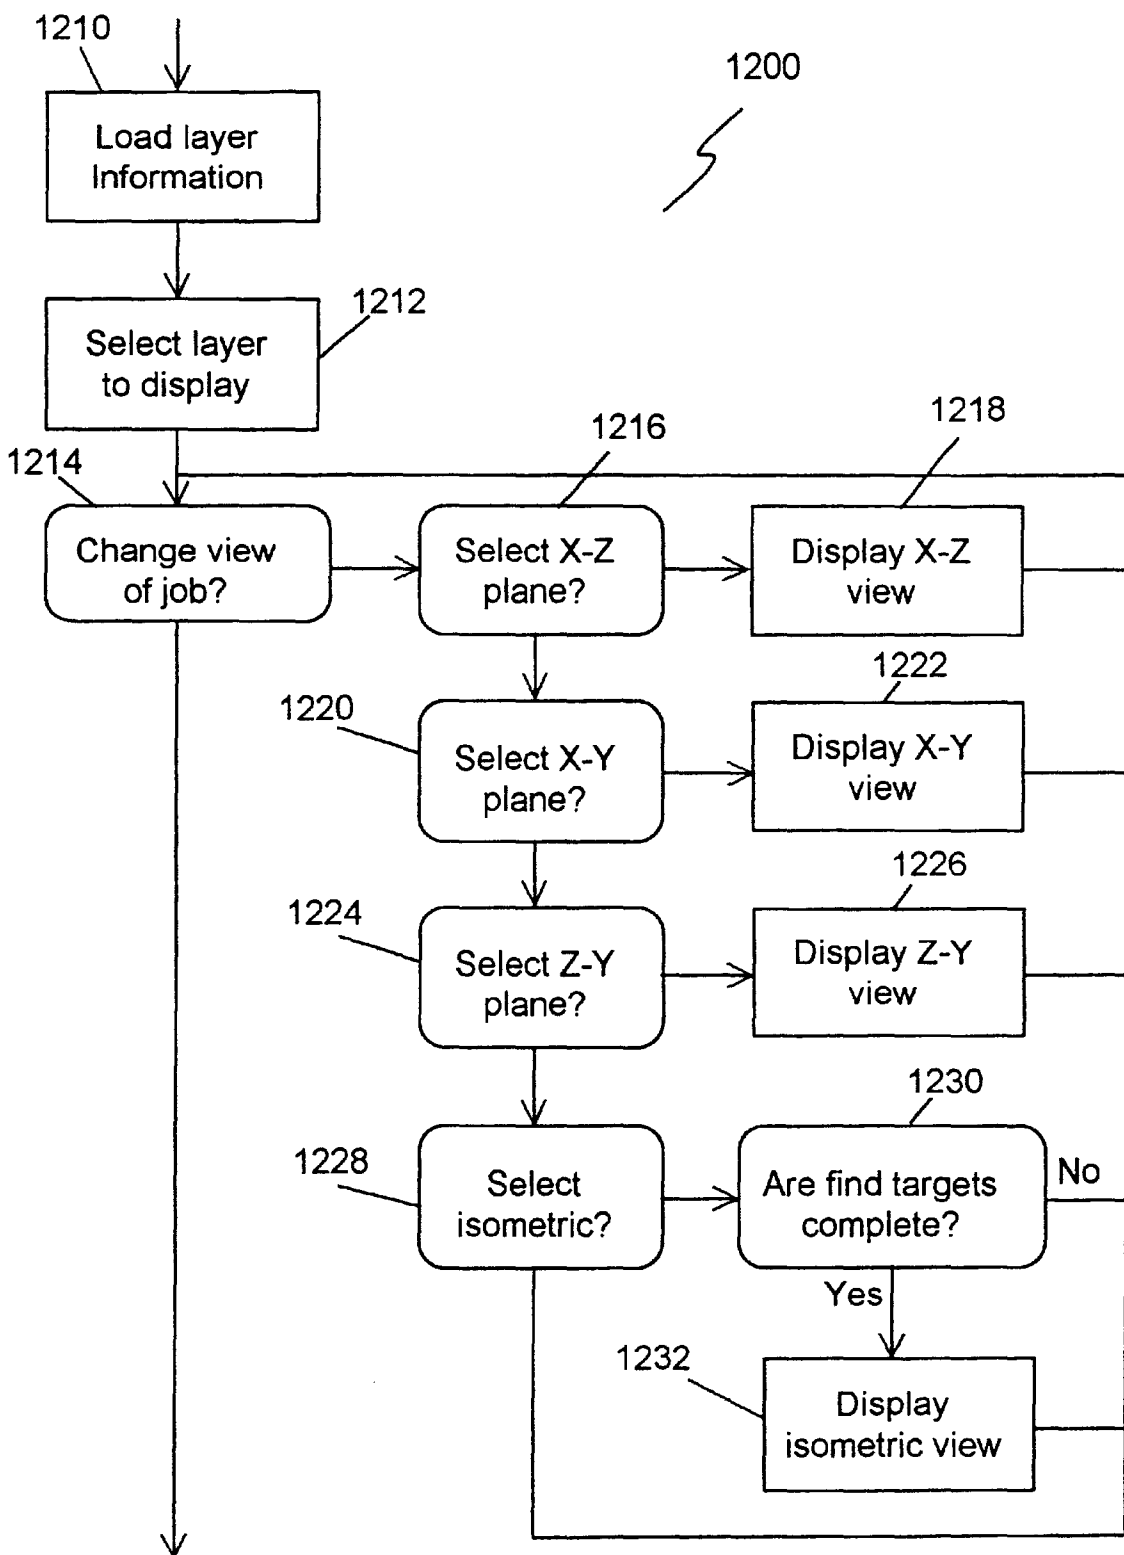 1210
1200
Load layer
Information
1212
Select layer
to display
1214
1216
1218
Change view
of job?
Select X-Z
plane?
Display X-Z
view
1220
1222
Select X-Y
plane?
Display X-Y
view
1224
1226
Select Z-Y
plane?
Display Z-Y
view
1228
1230
Select
isometric?
Are find targets
complete?
No
Yes
1232
Display
isometric view